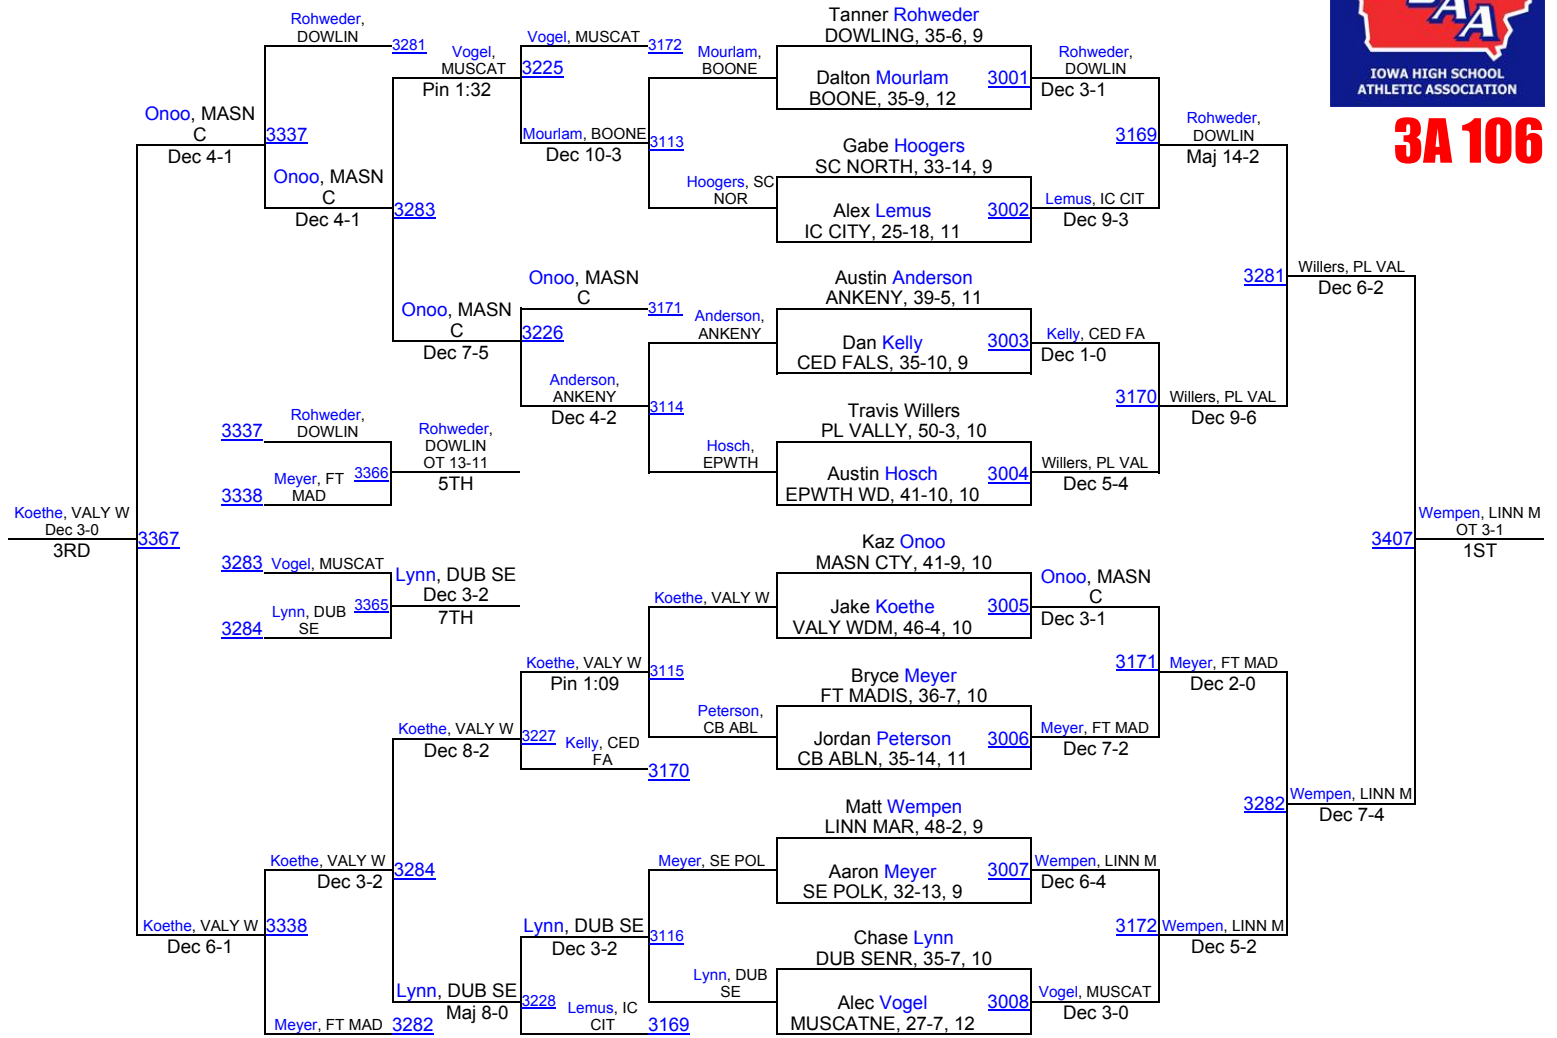 Rohweder,
DOWLIN
3281
Vogel,
MUSCAT
Pin 1:32
Vogel, MUSCAT
3172
3225
Mourlam,
BOONE
Tanner Rohweder
DOWLING, 35-6, 9
Dalton Mourlam
BOONE, 35-9, 12
3001
Rohweder,
DOWLIN
Dec 3-1
IOWA HIGH SCHOOL
ATHLETIC ASSOCIATION
3A 106
Onoo, MASN
C
Dec 4-1
3337
Mourlam, BOONE
Dec 10-3
3113
Gabe Hoogers
SC NORTH, 33-14, 9
3169
Rohweder,
DOWLIN
Maj 14-2
Onoo, MASN
C
Dec 4-1
3283
Hoogers, SC
NOR
Alex Lemus
IC CITY, 25-18, 11
3002
Lemus, IC CIT
Dec 9-3
Onoo, MASN
C
3171
Austin Anderson
ANKENY, 39-5, 11
3281
Willers, PL VAL
Dec 6-2
Onoo, MASN
C
Dec 7-5
3226
Anderson,
ANKENY
Dan Kelly
CED FALS, 35-10, 9
3003
Kelly, CED FA
Dec 1-0
Anderson,
ANKENY
Dec 4-2
3114
Travis Willers
PL VALLY, 50-3, 10
3170
Willers, PL VAL
Dec 9-6
3337
Rohweder,
DOWLIN
Rohweder,
DOWLIN
OT 13-11
5TH
Hosch,
EPWTH
Austin Hosch
EPWTH WD, 41-10, 10
3004
Willers, PL VAL
Dec 5-4
3338
Meyer, FT
MAD
3366
Koethe, VALY W
Dec 3-0
3RD
3367
Kaz Onoo
MASN CTY, 41-9, 10
3407
Wempen, LINN M
OT 3-1
1ST
3283
Vogel, MUSCAT
Lynn, DUB SE
Dec 3-2
7TH
3284
Lynn, DUB
SE
3365
Koethe, VALY W
Jake Koethe
VALY WDM, 46-4, 10
3005
Onoo, MASN
C
Dec 3-1
Koethe, VALY W
Pin 1:09
3115
Bryce Meyer
FT MADIS, 36-7, 10
3171
Meyer, FT MAD
Dec 2-0
Koethe, VALY W
Dec 8-2
3227
Kelly, CED
FA
3170
Peterson,
CB ABL
Jordan Peterson
CB ABLN, 35-14, 11
3006
Meyer, FT MAD
Dec 7-2
Matt Wempen
LINN MAR, 48-2, 9
3282
Wempen, LINN M
Dec 7-4
Koethe, VALY W
Dec 3-2
3284
Meyer, SE POL
Aaron Meyer
SE POLK, 32-13, 9
3007
Wempen, LINN M
Dec 6-4
Koethe, VALY W
Dec 6-1
3338
Lynn, DUB SE
Dec 3-2
3116
Chase Lynn
DUB SENR, 35-7, 10
3172
Wempen, LINN M
Dec 5-2
Lynn, DUB SE
Maj 8-0
3228
Lemus, IC
CIT
3169
Lynn, DUB
SE
Alec Vogel
MUSCATNE, 27-7, 12
3008
Vogel, MUSCAT
Dec 3-0
Meyer, FT MAD
3282